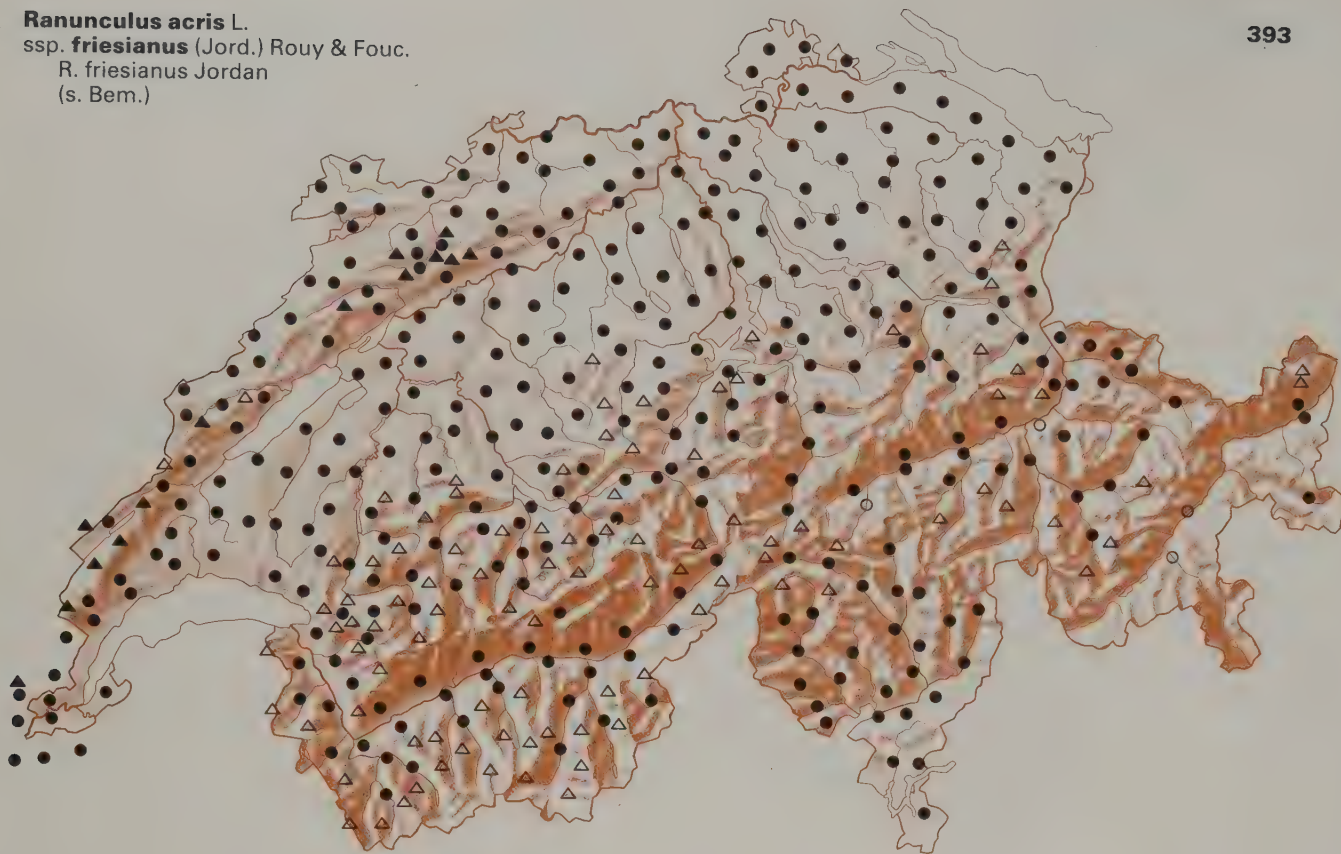 Ranunculus acris L.
ssp. friesianus (Jord.) Rouy & Fouc.
R. friesianus Jordan
(s. Bem.)
393